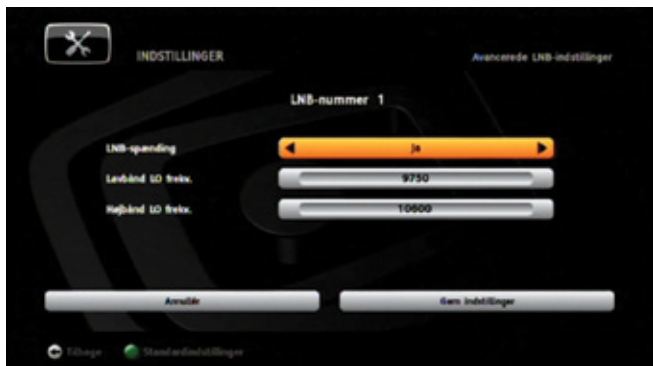 INDSTILLINGER
Avancerede LNB-indstillinger
LNB-nummer 1
LNB-spænding
Ja
Lavbånd LO frekv.
9750
Højbånd LO frekv.
10600
Annullér
Gem indstillinger
Tilbage
Standardindstillinger